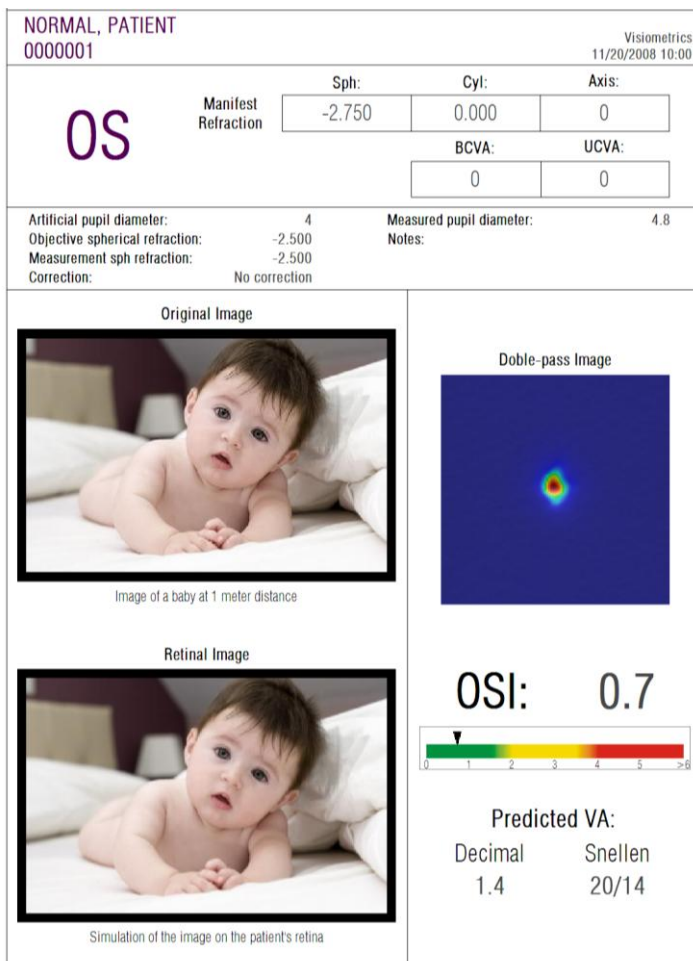 NORMAL, PATIENT
0000001
Visiometrics
11/20/2008 10:00
OS
Manifest
Refraction
Sph: Cyl: Axis:
-2.750 0.000 0
BCVA: UCVA:
0 0
Artificial pupil diameter: 4
Objective spherical refraction: -2.500
Measurement sph refraction: -2.500
Correction: No correction
Measured pupil diameter: 4.8
Notes:
Original Image
Image of a baby at 1 meter distance
Retinal Image
Simulation of the image on the patient's retina
Doble-pass Image
OSI: 0.7
0 1 2 3 4 5 >6
Predicted VA:
Decimal Snellen
1.4 20/14